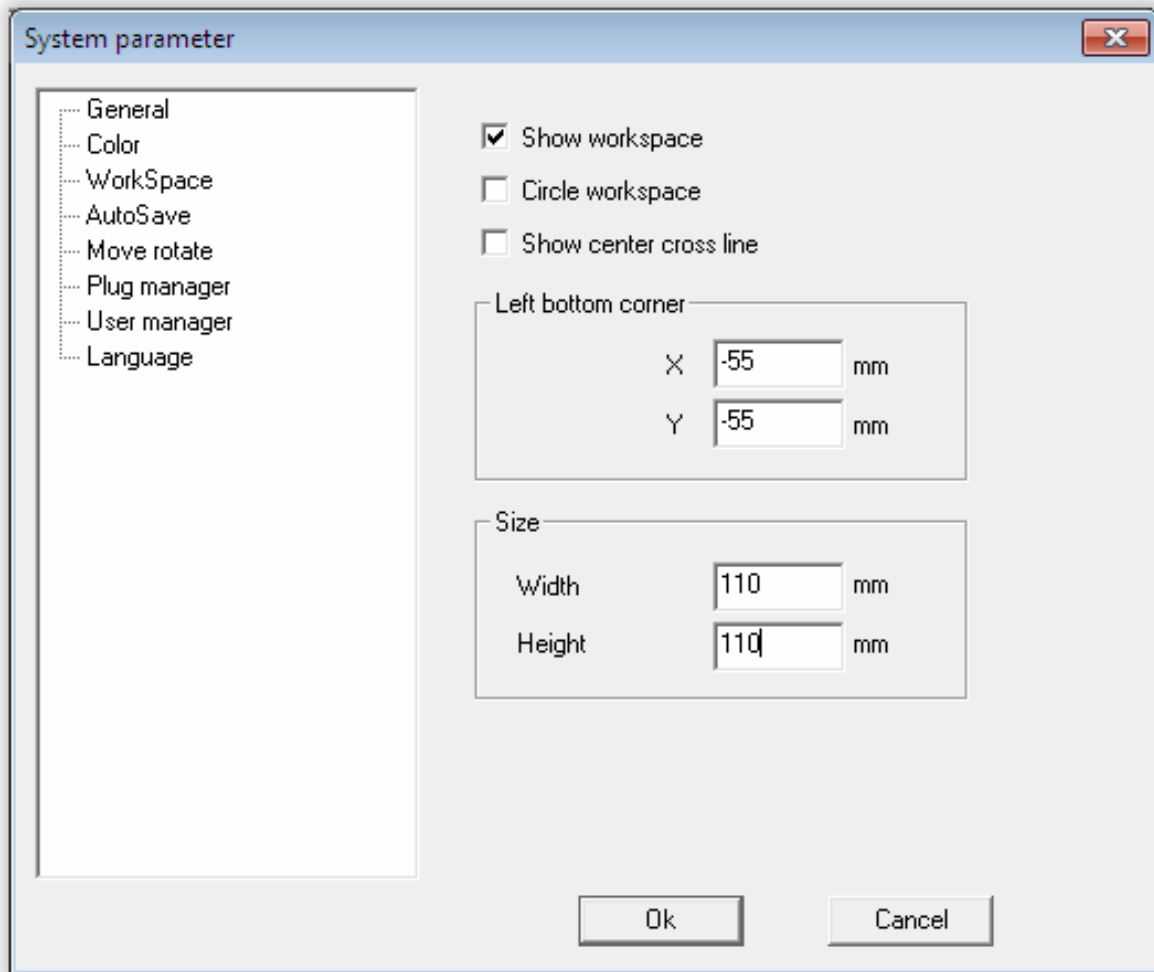 System parameter
General
Color
WorkSpace
AutoSave
Move rotate
Plug manager
User manager
Language
Show workspace
Circle workspace
Show center cross line
Left bottom corner
X -55 mm
Y -55 mm
Size
Width 110 mm
Height 110 mm
Ok Cancel